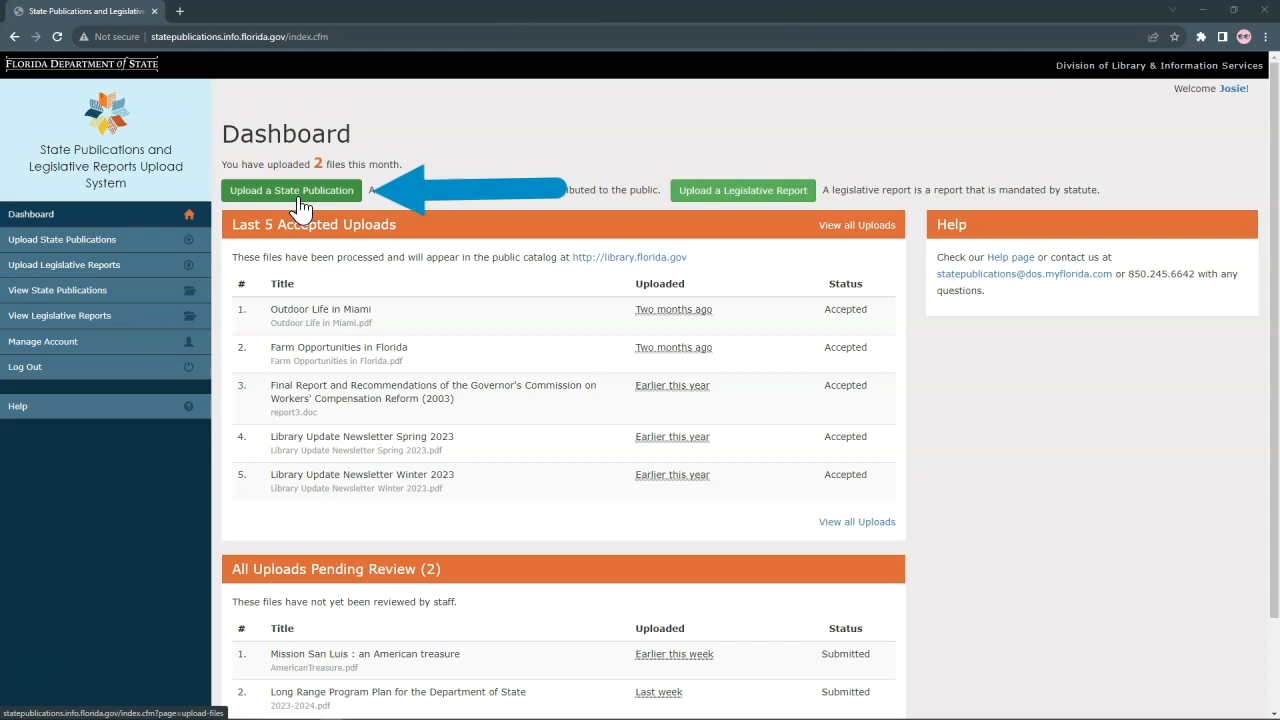 State Publications and Legislativ
Not secure
statepublications.info.florida.gov/index.cfm
FLORIDA DEPARTMENT of STATE
Division of Library & Information Services
Welcome Josie!
State Publications and
Legislative Reports Upload
System
Dashboard
Upload State Publications
Upload Legislative Reports
View State Publications
View Legislative Reports
Manage Account
Log Out
Help
Dashboard
You have uploaded 2 files this month.
Upload a State Publication
to the public.
Upload a Legislative Report
A legislative report is a report that is mandated by statute.
Last 5 Accepted Uploads
View all Uploads
These files have been processed and will appear in the public catalog at http://library.florida.gov
# Title Uploaded Status
1. Outdoor Life in Miami Two months ago Accepted
Outdoor Life in Miami.pdf
2. Farm Opportunities in Florida Two months ago Accepted
Farm Opportunities in Florida.pdf
3. Final Report and Recommendations of the Governor's Commission on Earlier this year Accepted
Workers' Compensation Reform (2003)
report3.doc
4. Library Update Newsletter Spring 2023 Earlier this year Accepted
Library Update Newsletter Spring 2023.pdf
5. Library Update Newsletter Winter 2023 Earlier this year Accepted
Library Update Newsletter Winter 2023.pdf
View all Uploads
All Uploads Pending Review (2)
These files have not yet been reviewed by staff.
# Title Uploaded Status
1. Mission San Luis : an American treasure Earlier this week Submitted
AmericanTreasure.pdf
2. Long Range Program Plan for the Department of State Last week Submitted
2023-2024.pdf
Help
Check our Help page or contact us at
statepublications@dos.myflorida.com or 850.245.6642 with any
questions.
statepublications.info.florida.gov/index.cfm?page=upload-files